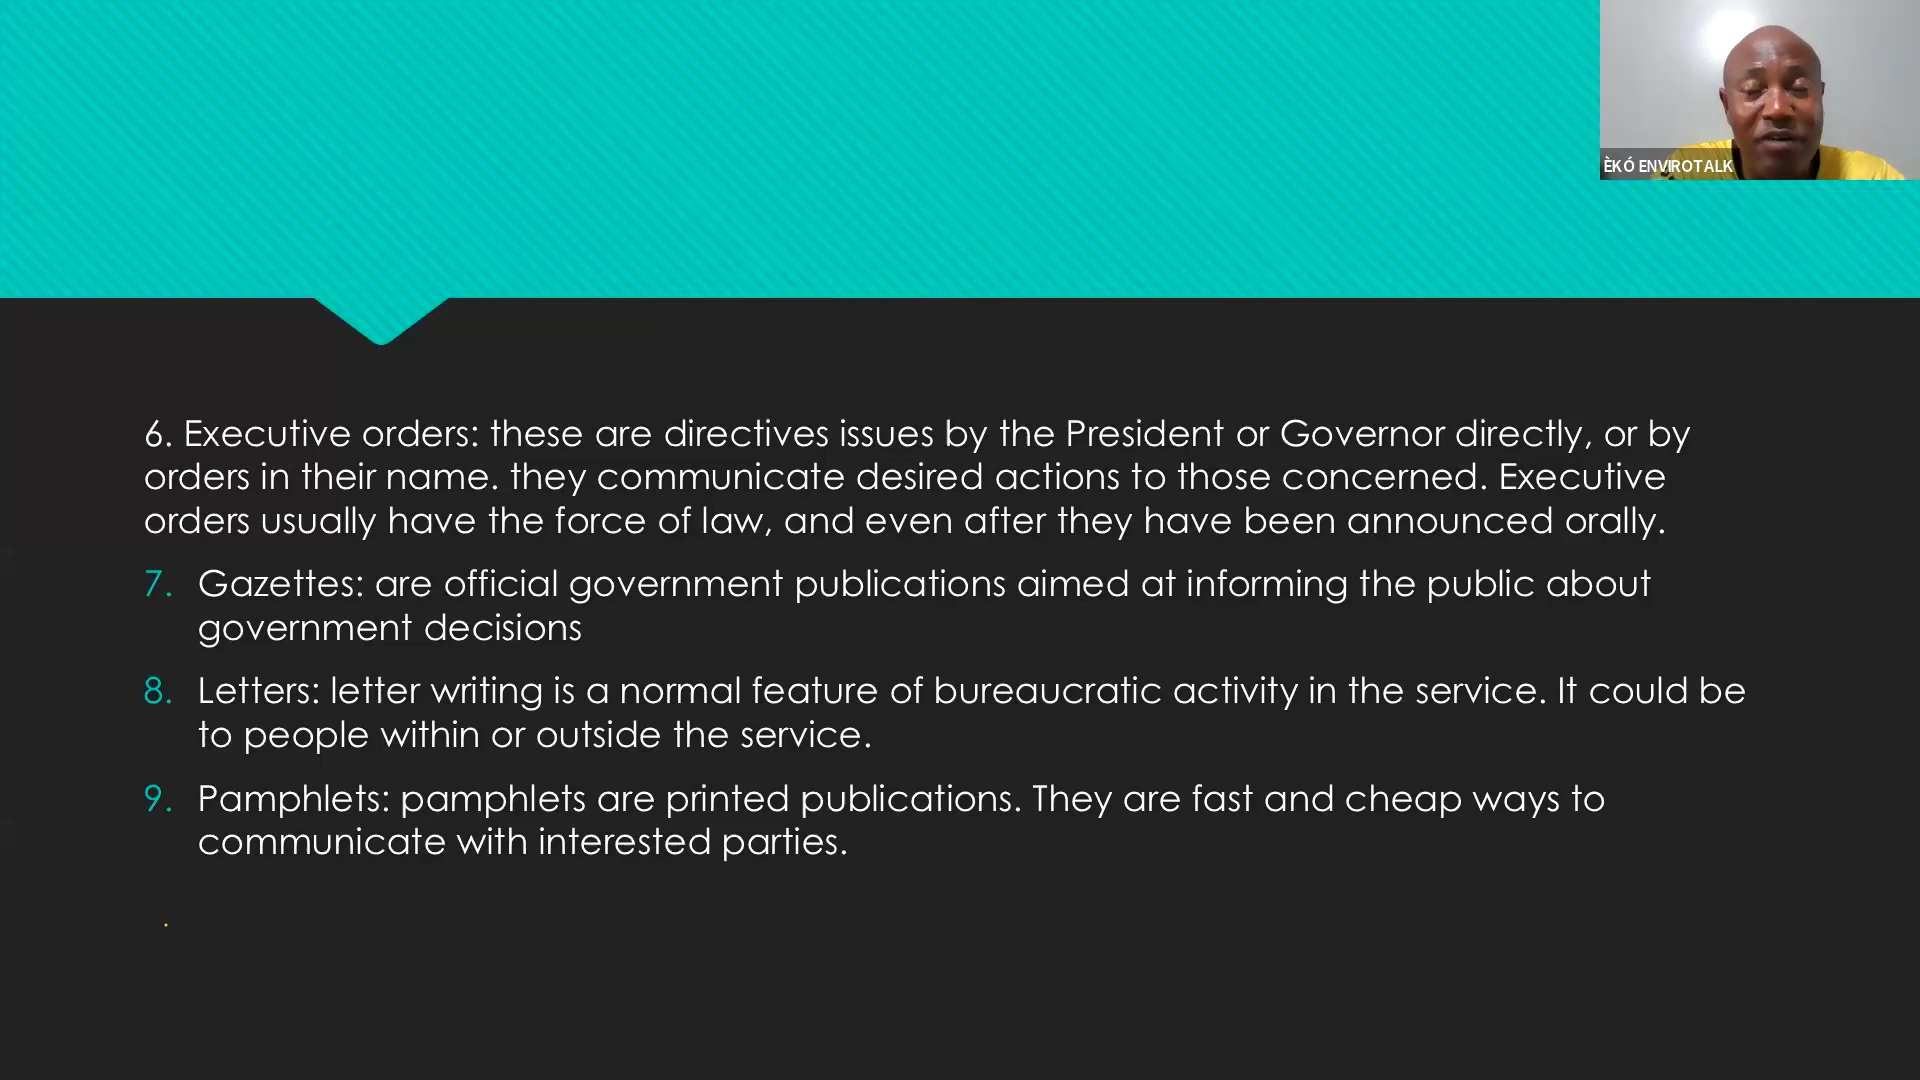 ÈKÓ ENVIROTALK
6. Executive orders: these are directives issues by the President or Governor directly, or by
orders in their name. they communicate desired actions to those concerned. Executive
orders usually have the force of law, and even after they have been announced orally.
7. Gazettes: are official government publications aimed at informing the public about
government decisions
8. Letters: letter writing is a normal feature of bureaucratic activity in the service. It could be
to people within or outside the service.
9. Pamphlets: pamphlets are printed publications. They are fast and cheap ways to
communicate with interested parties.